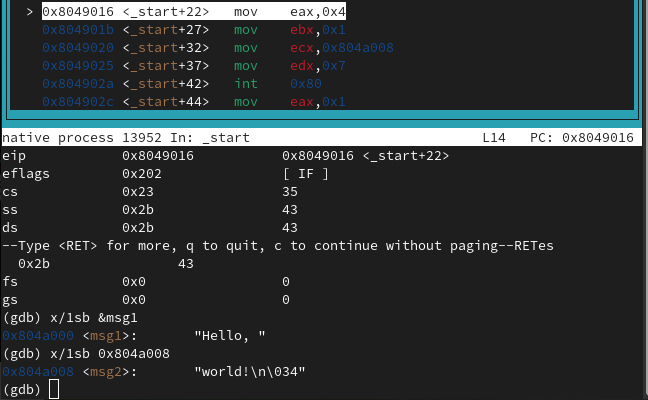 > 0x8049016 <_start+22> mov eax,0x4
0x804901b <_start+27> mov ebx,0x1
0x8049020 <_start+32> mov ecx,0x804a008
0x8049025 <_start+37> mov edx,0x7
0x804902a <_start+42> int 0x80
0x804902c <_start+44> mov eax,0x1
native process 13952 In: _start L14 PC: 0x8049016
eip 0x8049016 0x8049016 <_start+22>
eflags 0x202 [ IF ]
cs 0x23 35
ss 0x2b 43
ds 0x2b 43
--Type <RET> for more, q to quit, c to continue without paging--RETes
0x2b 43
fs 0x0 0
gs 0x0 0
(gdb) x/1sb &msg1
0x804a000 <msg1>: "Hello, "
(gdb) x/1sb 0x804a008
0x804a008 <msg2>: "world!\n\034"
(gdb)